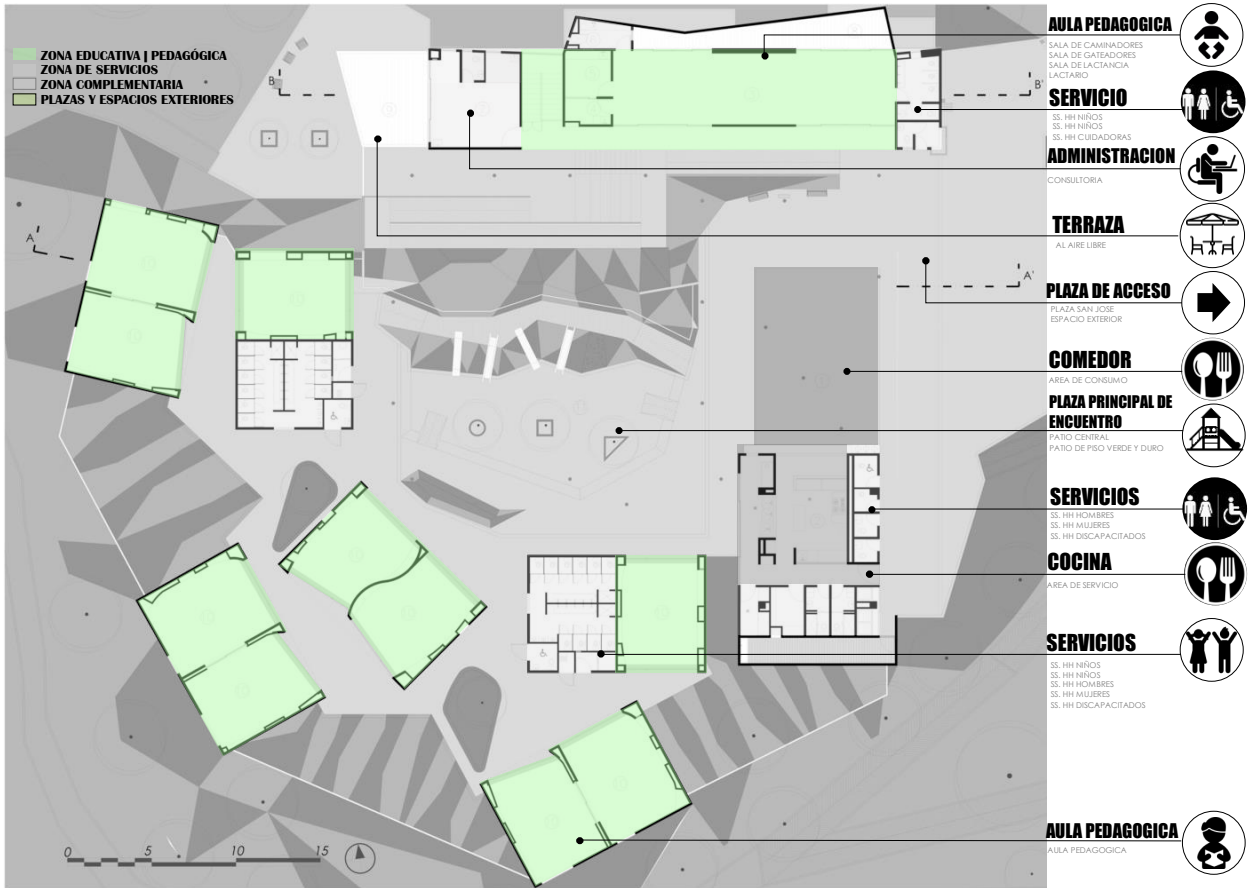 ZONA EDUCATIVA | PEDAGÓGICA
ZONA DE SERVICIOS
ZONA COMPLEMENTARIA
PLAZAS Y ESPACIOS EXTERIORES
B
B'
A
A'
AULA PEDAGOGICA
SALA DE CAMINADORES
SALA DE GATEADORES
SALA DE LACTANCIA
LACTARIO
SERVICIO
SS. HH NIÑOS
SS. HH NIÑOS
SS. HH CUIDADORAS
ADMINISTRACION
CONSULTORIA
TERRAZA
AL AIRE LIBRE
PLAZA DE ACCESO
PLAZA SAN JOSE
ESPACIO EXTERIOR
COMEDOR
AREA DE CONSUMO
PLAZA PRINCIPAL DE
ENCUENTRO
PATIO CENTRAL
PATIO DE PISO VERDE Y DURO
SERVICIOS
SS. HH HOMBRES
SS. HH MUJERES
SS. HH DISCAPACITADOS
COCINA
AREA DE SERVICIO
SERVICIOS
SS. HH NIÑOS
SS. HH NIÑOS
SS. HH HOMBRES
SS. HH MUJERES
SS. HH DISCAPACITADOS
AULA PEDAGOGICA
AULA PEDAGOGICA
0 5 10 15